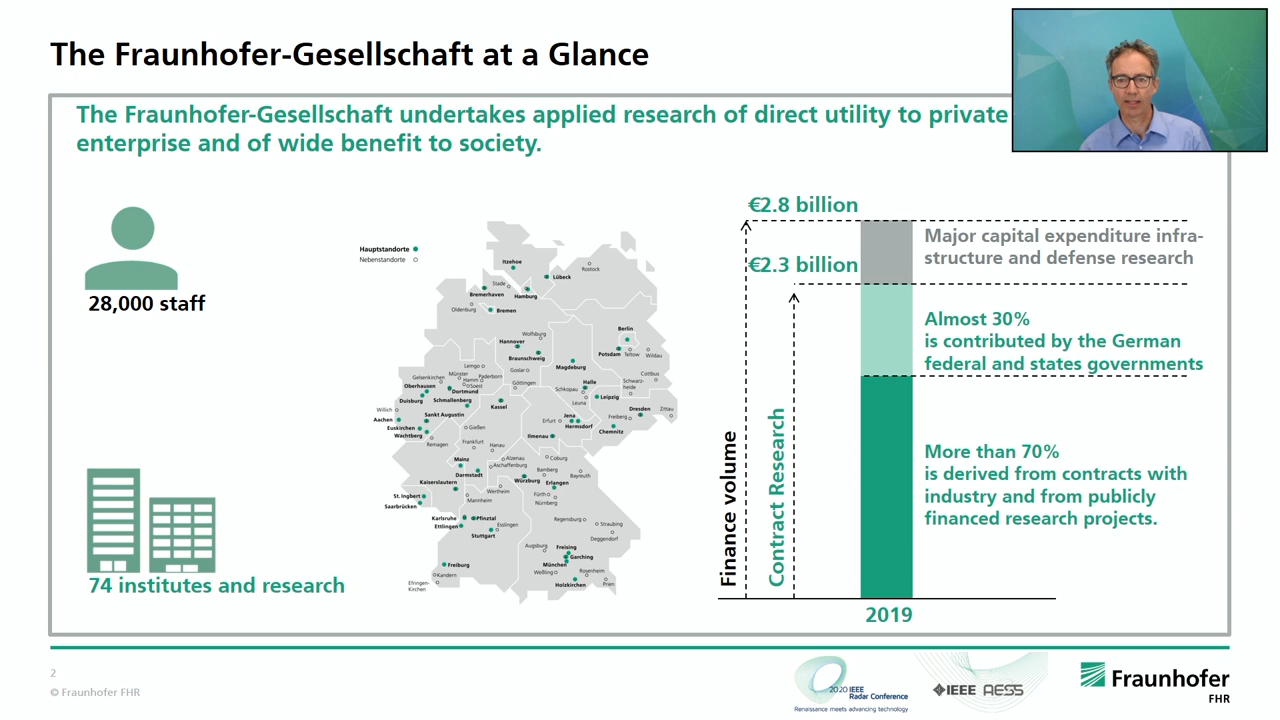 The Fraunhofer-Gesellschaft at a Glance
The Fraunhofer-Gesellschaft undertakes applied research of direct utility to private
enterprise and of wide benefit to society.
28,000 staff
74 institutes and research
Hauptstandorte
Nebenstandorte
Itzehoe
Rostock
Lübeck
Stade
Bremerhaven
Hamburg
Oldenburg
Bremen
Wolfsburg
Berlin
Hannover
Braunschweig
Potsdam
Teltow
Wildau
Magdeburg
Lemgo
Goslar
Cottbus
Gelsenkirchen
Münster
Paderborn
Hamm
Soest
Göttingen
Halle
Schwarz-
heide
Oberhausen
Dortmund
Schkopau
Leipzig
Duisburg
Schmallenberg
Kassel
Leuna
Willich
Sankt Augustin
Jena
Freiberg
Dresden
Zittau
Aachen
Erfurt
Hermsdorf
Chemnitz
Euskirchen
Gießen
Wachtberg
Ilmenau
Remagen
Frankfurt
Hanau
Mainz
Alzenau
Aschaffenburg
Coburg
Darmstadt
Bamberg
Bayreuth
Kaiserslautern
Würzburg
Erlangen
St. Ingbert
Wertheim
Mannheim
Fürth
Nürnberg
Saarbrücken
Karlsruhe
Pfinztal
Ettlingen
Esslingen
Stuttgart
Regensburg
Straubing
Deggendorf
Augsburg
Freising
Garching
Freiburg
München
Kandern
Weßling
Rosenheim
Efringen-
Kirchen
Holzkirchen
Prien
€2.8 billion
€2.3 billion
Finance volume
Contract Research
Major capital expenditure infra-
structure and defense research
Almost 30%
is contributed by the German
federal and states governments
More than 70%
is derived from contracts with
industry and from publicly
financed research projects.
2019
2
© Fraunhofer FHR
2020 IEEE
Radar Conference
Renaissance meets advancing technology
IEEE AESS
Fraunhofer
FHR